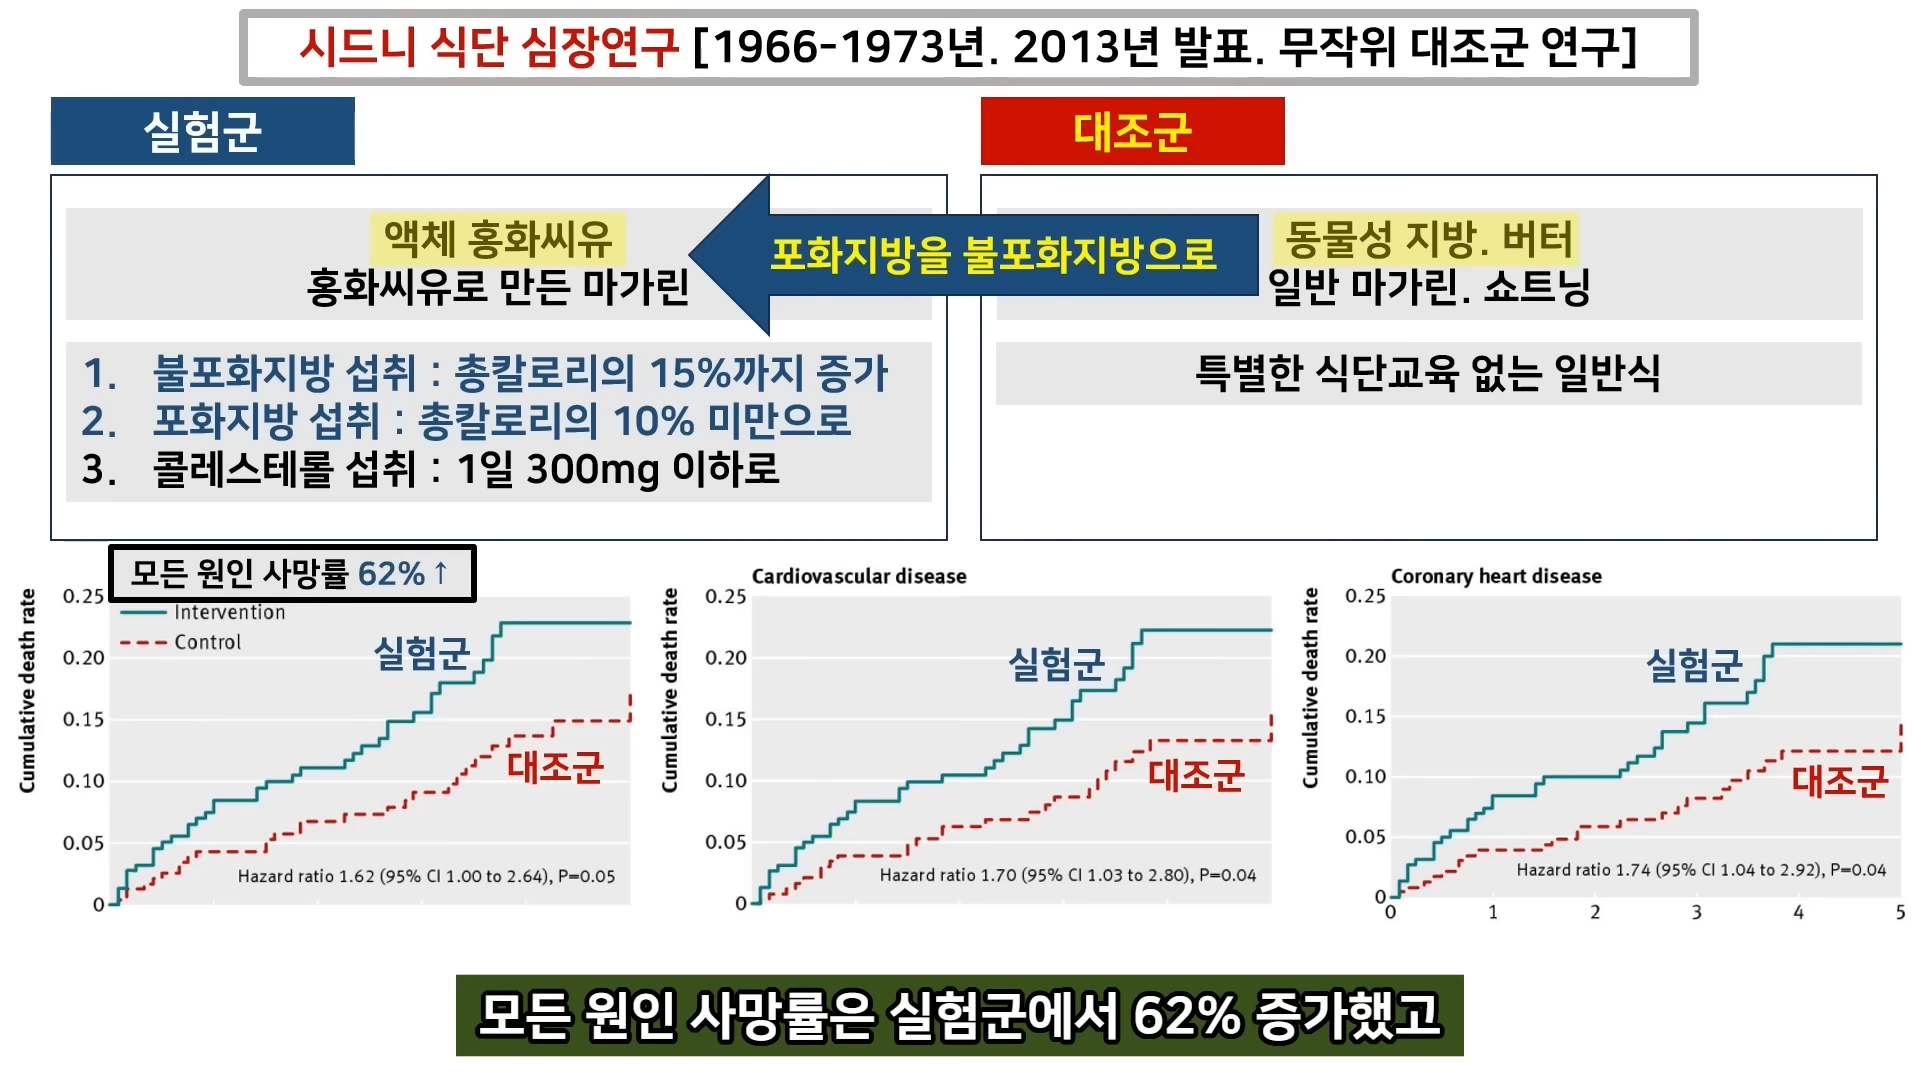 시드니 식단 심장연구 [1966-1973년. 2013년 발표. 무작위 대조군 연구]
실험군
액체 홍화씨유
홍화씨유로 만든 마가린
1. 불포화지방 섭취 : 총칼로리의 15%까지 증가
2. 포화지방 섭취 : 총칼로리의 10% 미만으로
3. 콜레스테롤 섭취 : 1일 300mg 이하로
포화지방을 불포화지방으로
대조군
동물성 지방. 버터
일반 마가린. 쇼트닝
특별한 식단교육 없는 일반식
모든 원인 사망률 62%↑
Cumulative death rate
0.25
0.20
0.15
0.10
0.05
0
Intervention
Control
실험군
대조군
Hazard ratio 1.62 (95% CI 1.00 to 2.64), P=0.05
Cardiovascular disease
Cumulative death rate
0.25
0.20
0.15
0.10
0.05
0
실험군
대조군
Hazard ratio 1.70 (95% CI 1.03 to 2.80), P=0.04
Coronary heart disease
Cumulative death rate
0.25
0.20
0.15
0.10
0.05
0
실험군
대조군
Hazard ratio 1.74 (95% CI 1.04 to 2.92), P=0.04
0 1 2 3 4 5
모든 원인 사망률은 실험군에서 62% 증가했고